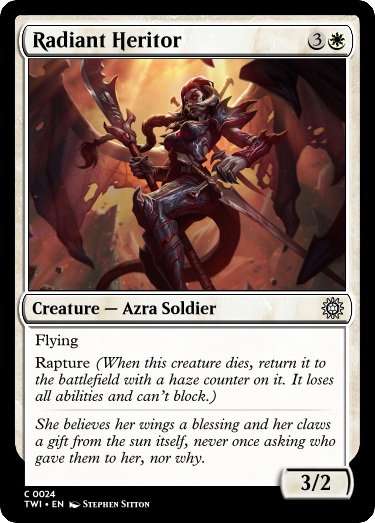 Radiant Heritor 3
Creature — Azra Soldier
Flying
Rapture (When this creature dies, return it to
the battlefield with a haze counter on it. It loses
all abilities and can't block.)
She believes her wings a blessing and her claws
a gift from the sun itself, never once asking who
gave them to her, nor why.
3/2
C 0024
TWI • EN Stephen Sitton